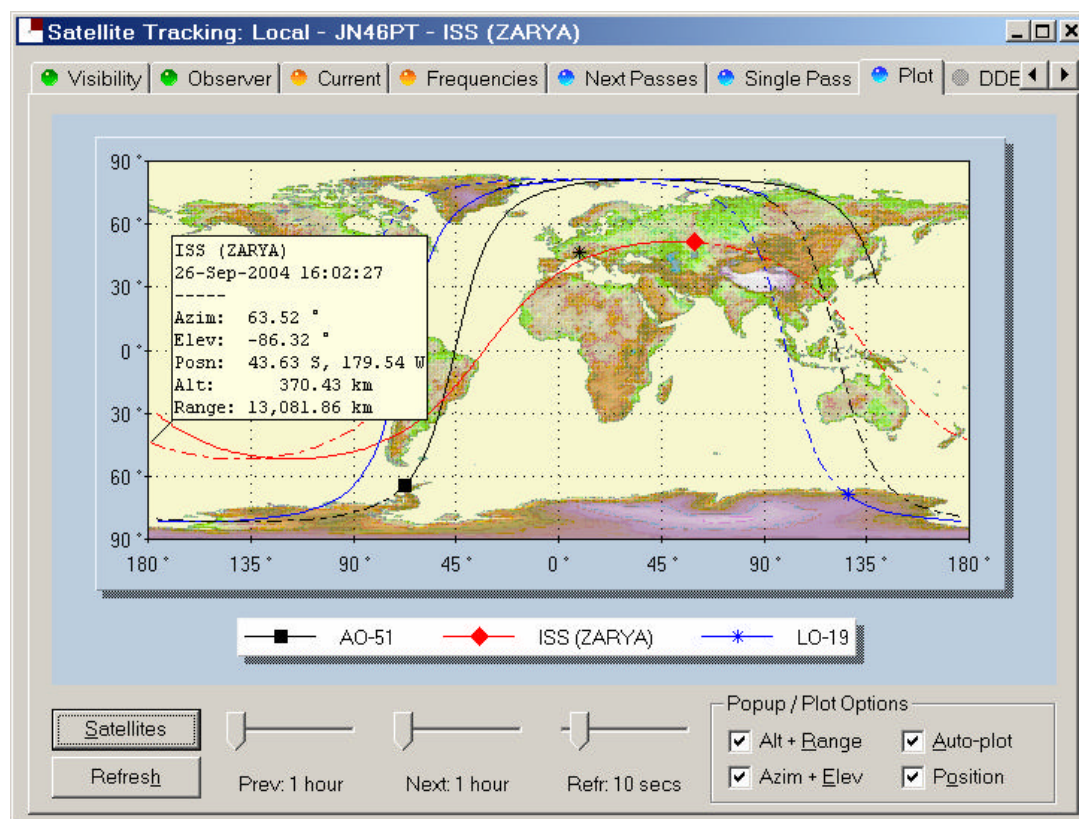 Satellite Tracking: Local - JN46PT - ISS (ZARYA)
Visibility Observer Current Frequencies Next Passes Single Pass Plot DDE
90 °
60 °
30 °
0 °
30 °
60 °
90 °
ISS (ZARYA)
26-Sep-2004 16:02:27
-----
Azim: 63.52 °
Elev: -86.32 °
Posn: 43.63 S, 179.54 W
Alt: 370.43 km
Range: 13,081.86 km
180 ° 135 ° 90 ° 45 ° 0 ° 45 ° 90 ° 135 ° 180 °
AO-51 ISS (ZARYA) LO-19
Satellites
Refresh
Prev: 1 hour Next: 1 hour Refr: 10 secs
Popup / Plot Options
Alt + Range Auto-plot
Azim + Elev Position